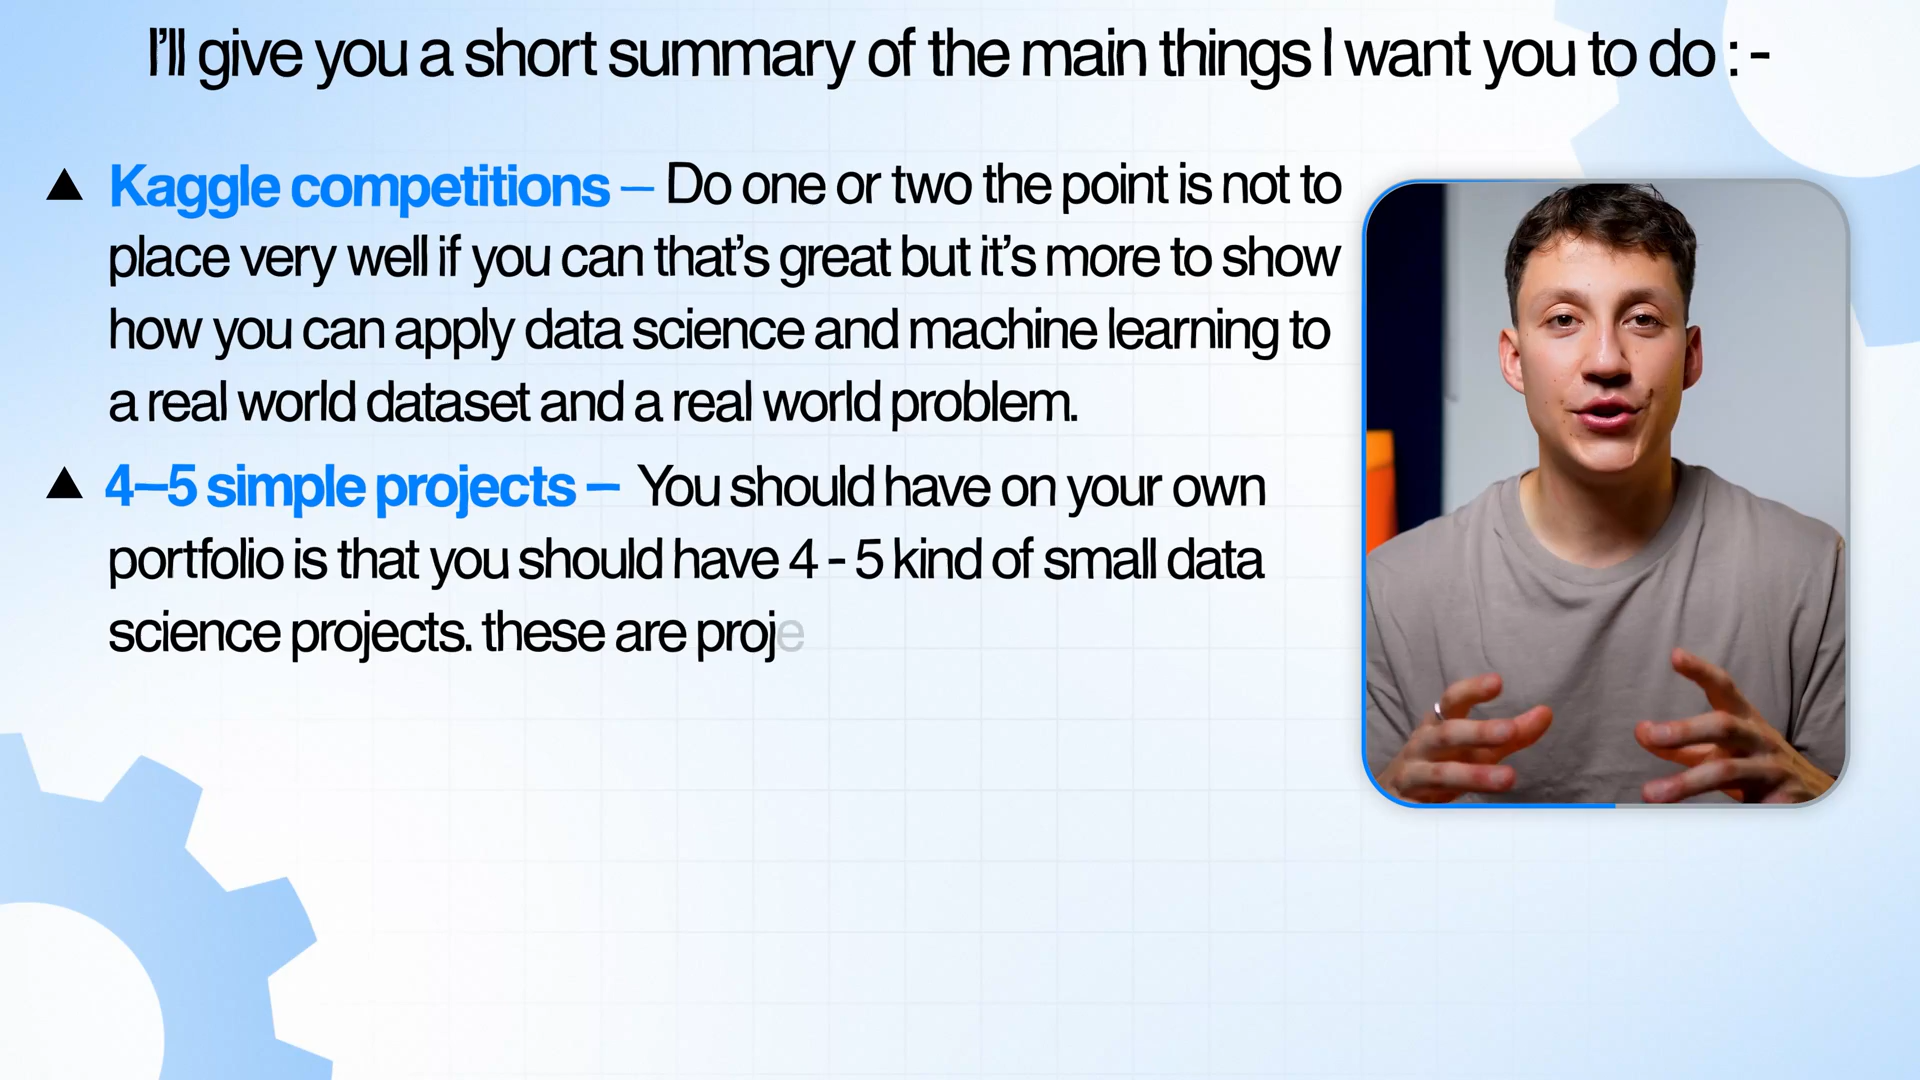 I'll give you a short summary of the main things I want you to do : -
▲ Kaggle competitions – Do one or two the point is not to
place very well if you can that's great but it's more to show
how you can apply data science and machine learning to
a real world dataset and a real world problem.
▲ 4–5 simple projects – You should have on your own
portfolio is that you should have 4 - 5 kind of small data
science projects. these are proje